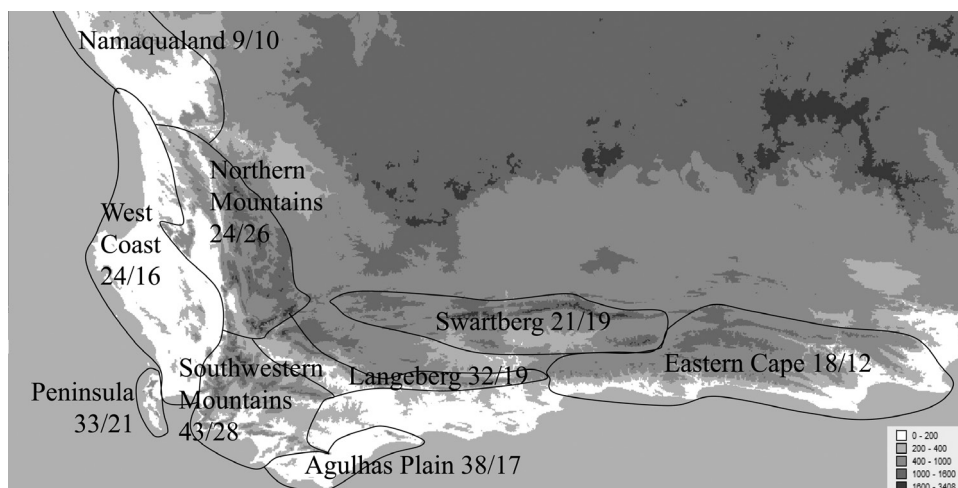 Namaqualand 9/10
Northern
Mountains
24/26
West
Coast
24/16
Swartberg 21/19
Eastern Cape 18/12
Langeberg 32/19
Southwestern
Mountains
43/28
Peninsula
33/21
Agulhas Plain 38/17
0 - 200
200 - 400
400 - 1000
1000 - 1600
1600 - 3408